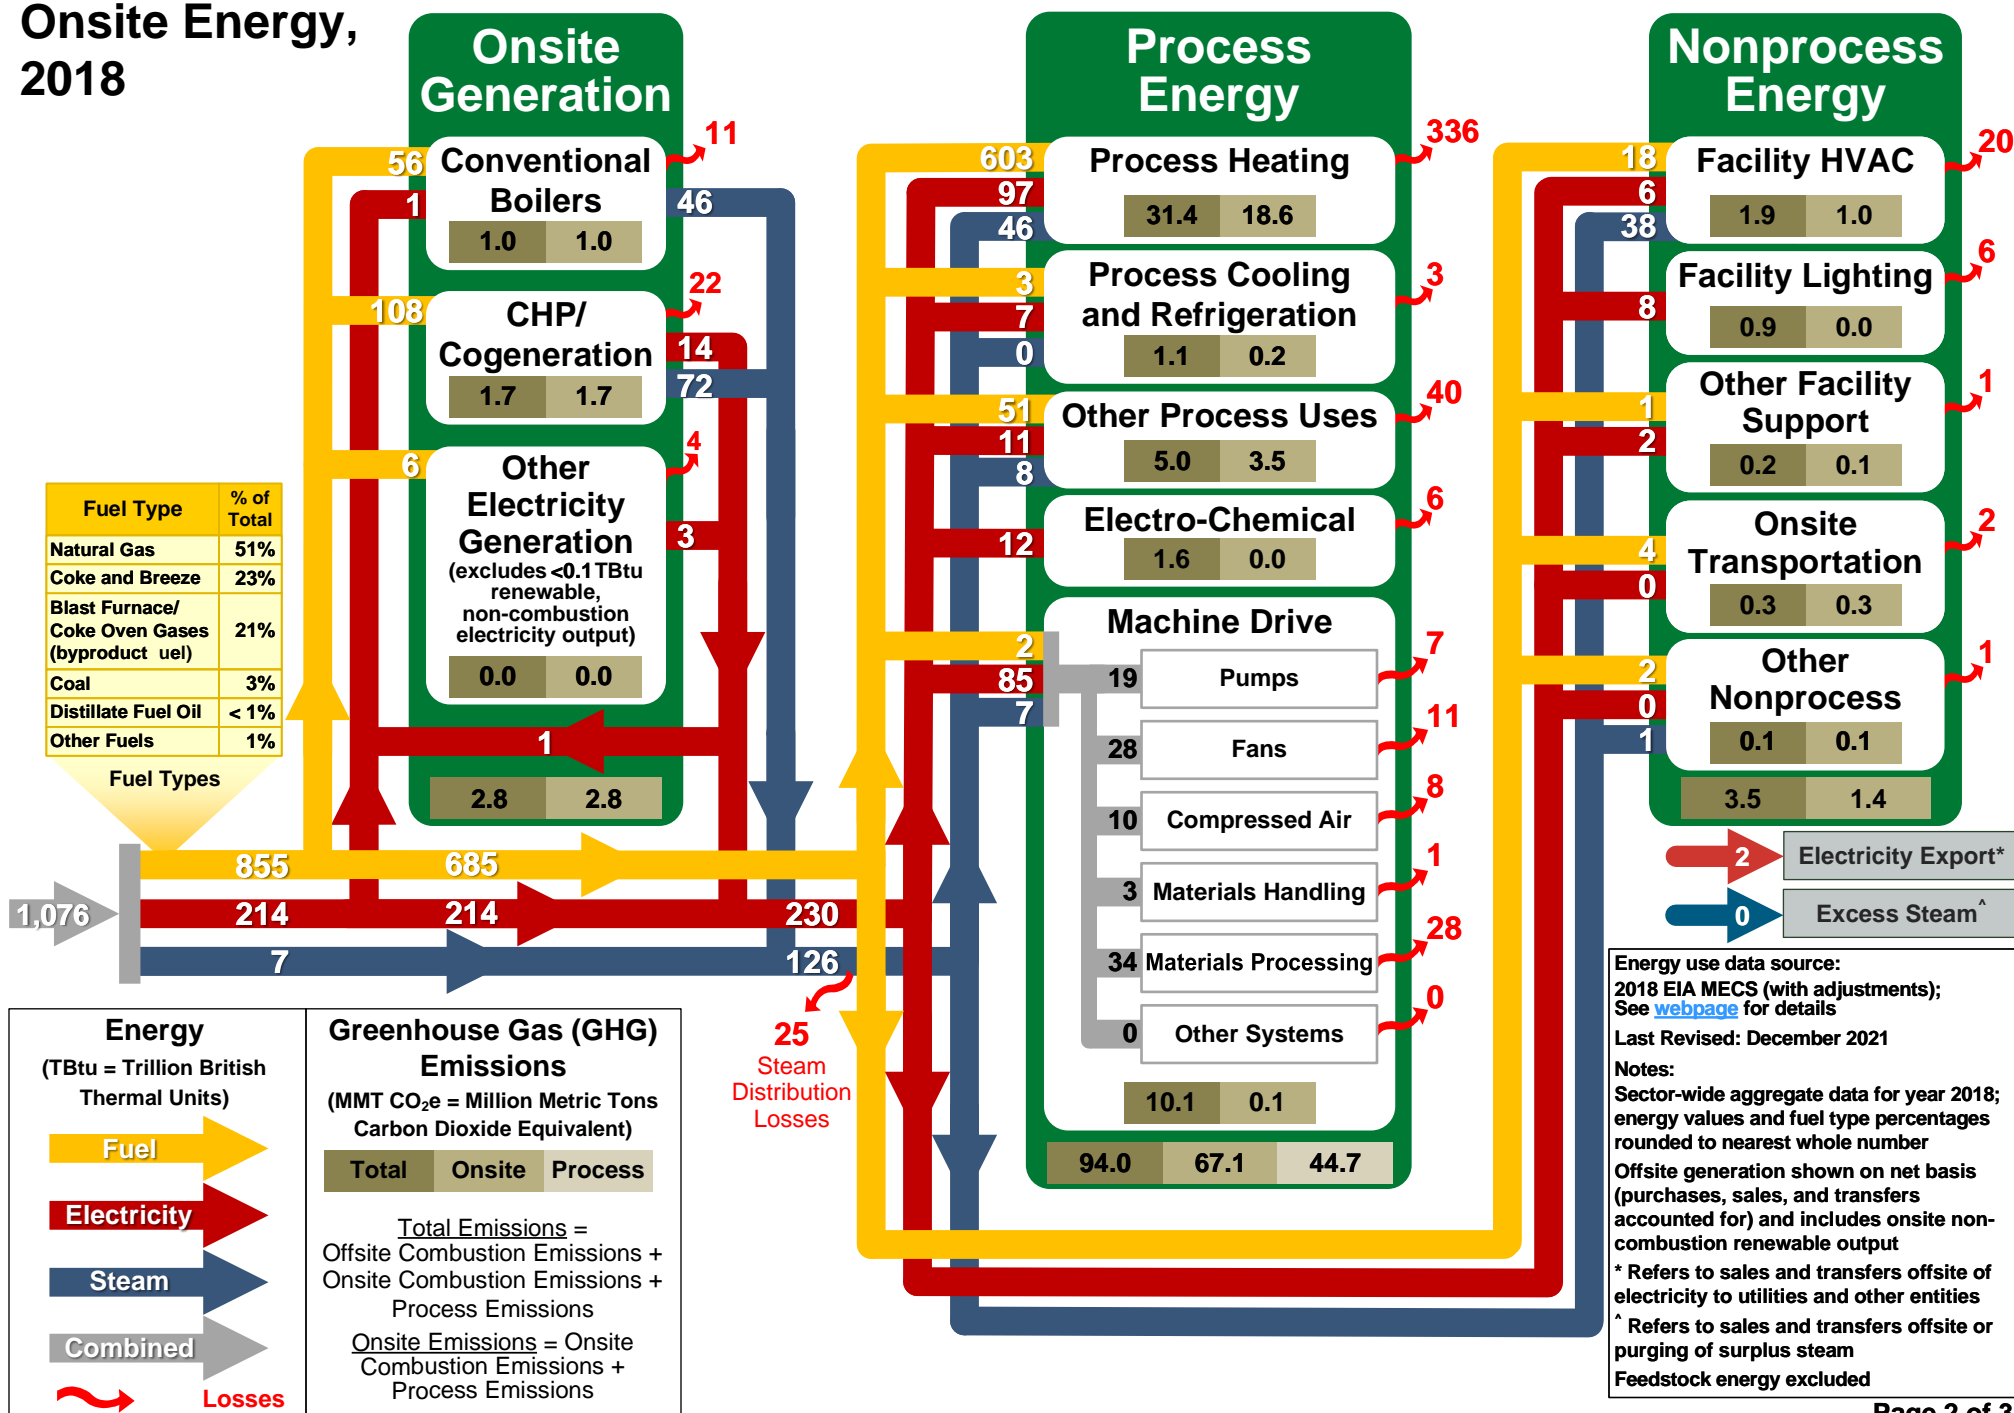 Onsite Energy,
2018
Onsite
Generation
56
1
Conventional
Boilers
1.0 1.0
11
46
108
CHP/
Cogeneration
1.7 1.7
22
14
72
6
Other
Electricity
Generation
(excludes <0.1 TBtu
renewable,
non-combustion
electricity output)
0.0 0.0
4
3
1
2.8 2.8
Fuel Type % of
Total
Natural Gas 51%
Coke and Breeze 23%
Blast Furnace/
Coke Oven Gases 21%
(byproduct uel)
Coal 3%
Distillate Fuel Oil < 1%
Other Fuels 1%
Fuel Types
1,076
855 685
214 214 230
7 126
25
Steam
Distribution
Losses
Process
Energy
603
97
46
Process Heating
31.4 18.6
336
3
7
0
Process Cooling
and Refrigeration
1.1 0.2
3
51
11
8
Other Process Uses
5.0 3.5
40
12
Electro-Chemical
1.6 0.0
6
2
85
7
Machine Drive
19 Pumps 7
28 Fans 11
10 Compressed Air 8
3 Materials Handling 1
34 Materials Processing 28
0 Other Systems 0
10.1 0.1
94.0 67.1 44.7
Nonprocess
Energy
18
6
38
Facility HVAC
1.9 1.0
20
8
Facility Lighting
0.9 0.0
6
1
2
Other Facility
Support
0.2 0.1
1
4
0
Onsite
Transportation
0.3 0.3
2
2
0
1
Other
Nonprocess
0.1 0.1
1
3.5 1.4
2 Electricity Export*
0 Excess Steam^
Energy
(TBtu = Trillion British
Thermal Units)
Fuel
Electricity
Steam
Combined
Losses
Greenhouse Gas (GHG)
Emissions
(MMT CO₂e = Million Metric Tons
Carbon Dioxide Equivalent)
Total Onsite Process
Total Emissions =
Offsite Combustion Emissions +
Onsite Combustion Emissions +
Process Emissions
Onsite Emissions = Onsite
Combustion Emissions +
Process Emissions
Energy use data source:
2018 EIA MECS (with adjustments);
See webpage for details
Last Revised: December 2021
Notes:
Sector-wide aggregate data for year 2018;
energy values and fuel type percentages
rounded to nearest whole number
Offsite generation shown on net basis
(purchases, sales, and transfers
accounted for) and includes onsite non-
combustion renewable output
* Refers to sales and transfers offsite of
electricity to utilities and other entities
^ Refers to sales and transfers offsite or
purging of surplus steam
Feedstock energy excluded
Page 2 of 3